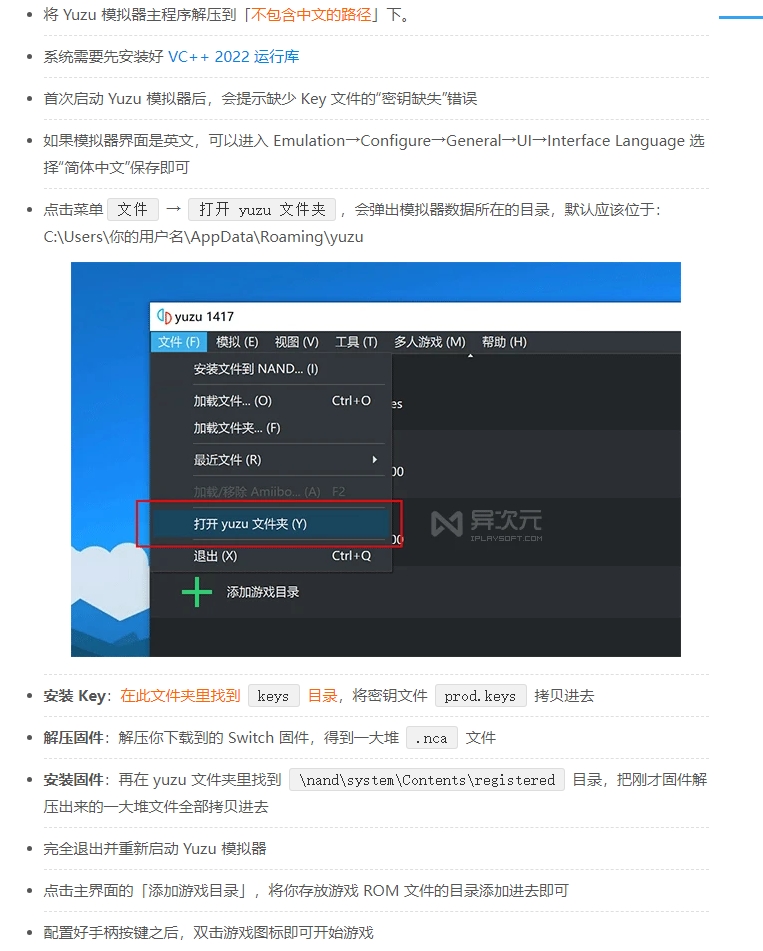 将 Yuzu 模拟器主程序解压到「不包含中文的路径」下。
系统需要先安装好 VC++ 2022 运行库
首次启动 Yuzu 模拟器后，会提示缺少 Key 文件的“密钥缺失”错误
如果模拟器界面是英文，可以进入 Emulation→Configure→General→UI→Interface Language 选
择“简体中文”保存即可
点击菜单 文件 → 打开 yuzu 文件夹 ，会弹出模拟器数据所在的目录，默认应该位于：
C:\Users\你的用户名\AppData\Roaming\yuzu
yuzu 1417
文件 (F) 模拟 (E) 视图 (V) 工具 (T) 多人游戏 (M) 帮助 (H)
安装文件到 NAND... (I)
加载文件... (O) Ctrl+O
es
加载文件夹... (F)
最近文件 (R)
00
加载/移除 Amiibo... (A) F2
打开 yuzu 文件夹 (Y)
异次元
IPLAYSOFT.COM
00
退出 (X) Ctrl+Q
添加游戏目录
安装 Key：在此文件夹里找到 keys 目录，将密钥文件 prod.keys 拷贝进去
解压固件：解压你下载到的 Switch 固件，得到一大堆 .nca 文件
安装固件：再在 yuzu 文件夹里找到 \nand\system\Contents\registered 目录，把刚才固件解
压出来的一大堆文件全部拷贝进去
完全退出并重新启动 Yuzu 模拟器
点击主界面的「添加游戏目录」，将你存放游戏 ROM 文件的目录添加进去即可
配置好手柄按键之后，双击游戏图标即可开始游戏